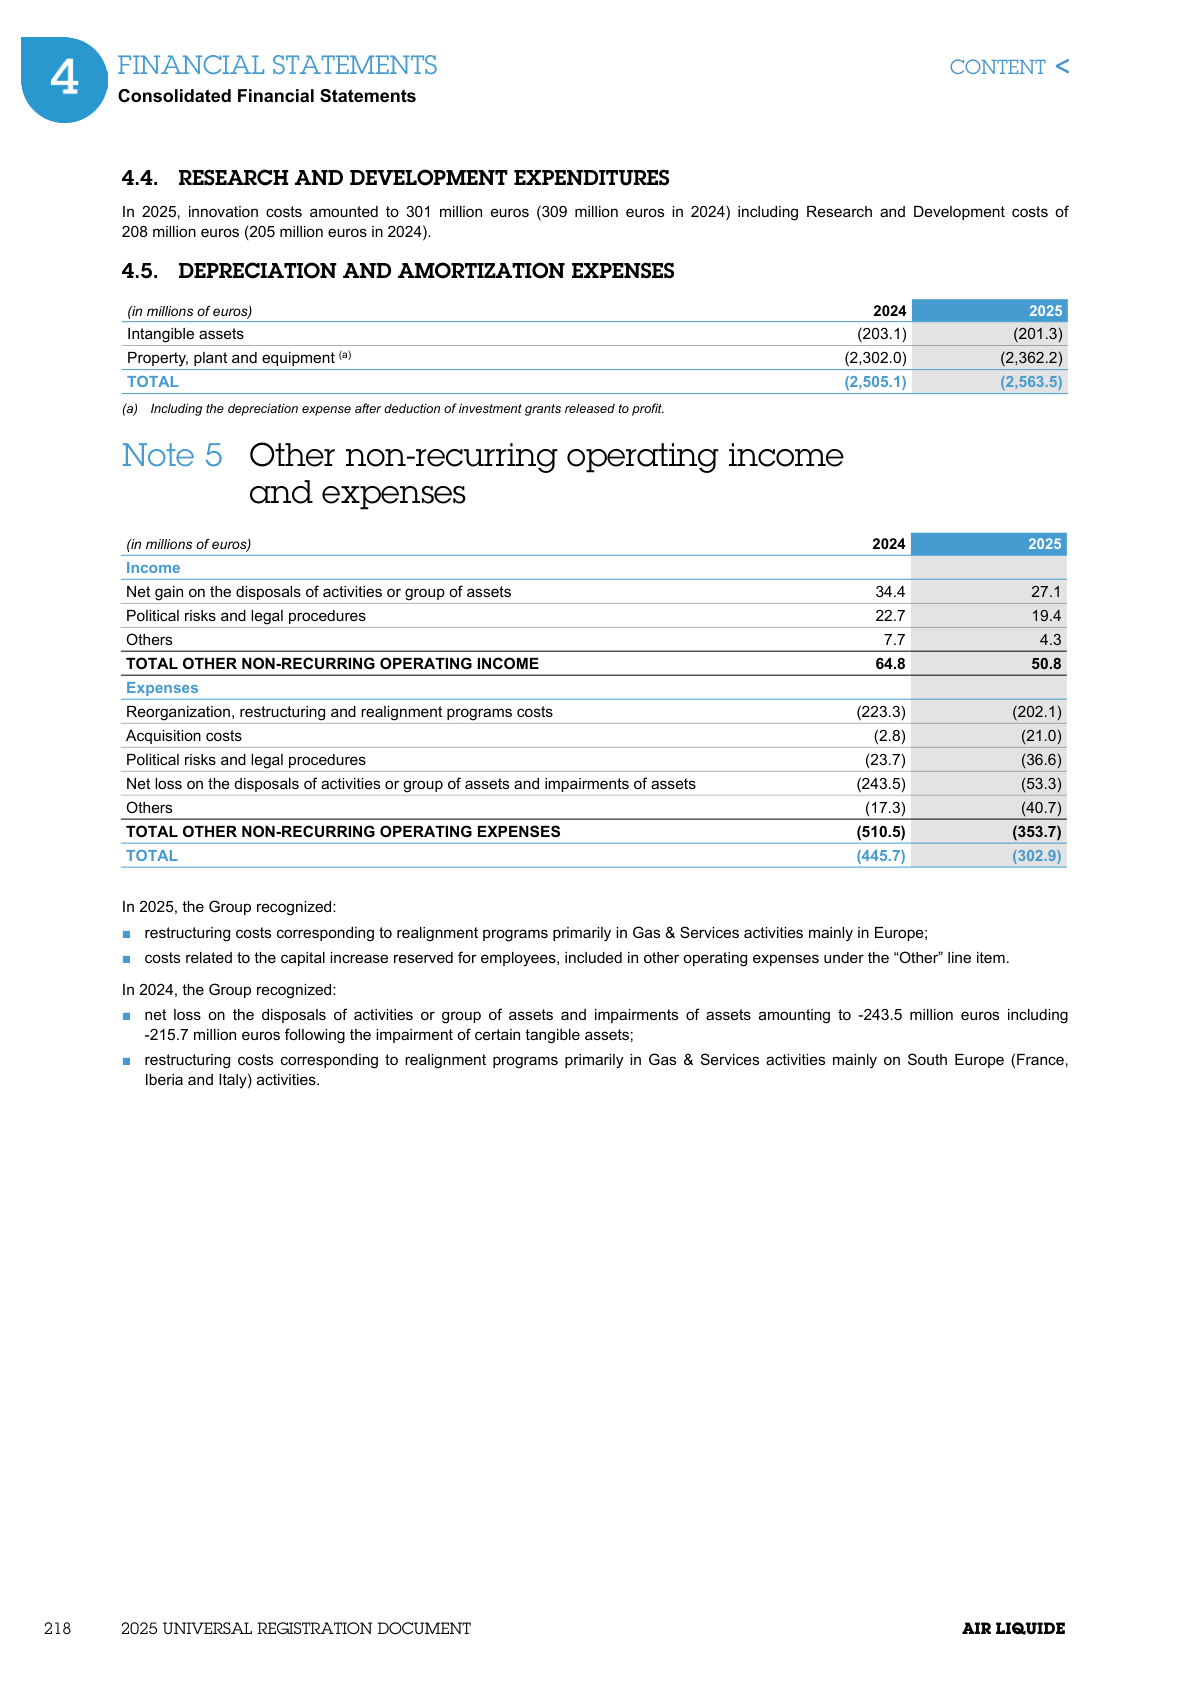 4
FINANCIAL STATEMENTS
CONTENT <
Consolidated Financial Statements
4.4. RESEARCH AND DEVELOPMENT EXPENDITURES
In 2025, innovation costs amounted to 301 million euros (309 million euros in 2024) including Research and Development costs of
208 million euros (205 million euros in 2024).
4.5. DEPRECIATION AND AMORTIZATION EXPENSES
(in millions of euros) 2024 2025
Intangible assets (203.1) (201.3)
Property, plant and equipment (a) (2,302.0) (2,362.2)
TOTAL (2,505.1) (2,563.5)
(a) Including the depreciation expense after deduction of investment grants released to profit.
Note 5 Other non-recurring operating income
and expenses
(in millions of euros) 2024 2025
Income
Net gain on the disposals of activities or group of assets 34.4 27.1
Political risks and legal procedures 22.7 19.4
Others 7.7 4.3
TOTAL OTHER NON-RECURRING OPERATING INCOME 64.8 50.8
Expenses
Reorganization, restructuring and realignment programs costs (223.3) (202.1)
Acquisition costs (2.8) (21.0)
Political risks and legal procedures (23.7) (36.6)
Net loss on the disposals of activities or group of assets and impairments of assets (243.5) (53.3)
Others (17.3) (40.7)
TOTAL OTHER NON-RECURRING OPERATING EXPENSES (510.5) (353.7)
TOTAL (445.7) (302.9)
In 2025, the Group recognized:
■ restructuring costs corresponding to realignment programs primarily in Gas & Services activities mainly in Europe;
■ costs related to the capital increase reserved for employees, included in other operating expenses under the “Other” line item.
In 2024, the Group recognized:
■ net loss on the disposals of activities or group of assets and impairments of assets amounting to -243.5 million euros including
-215.7 million euros following the impairment of certain tangible assets;
■ restructuring costs corresponding to realignment programs primarily in Gas & Services activities mainly on South Europe (France,
Iberia and Italy) activities.
218 2025 UNIVERSAL REGISTRATION DOCUMENT AIR LIQUIDE